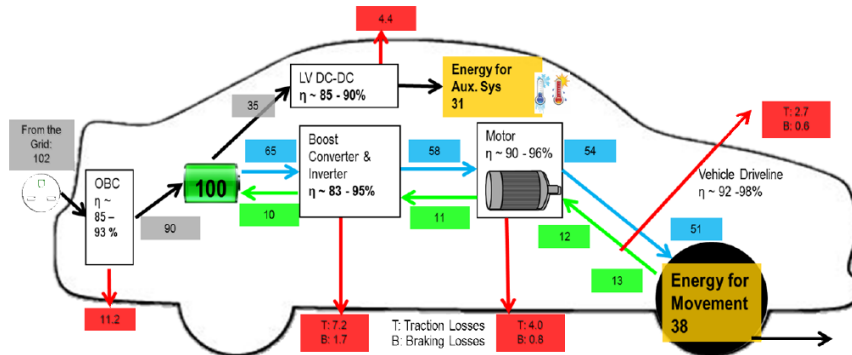 4.4
LV DC-DC
η ~ 85 - 90%
Energy for
Aux. Sys
31
35
From the
Grid:
102
OBC
η ~
85 –
93 %
90
100
65
10
Boost
Converter &
Inverter
η ~ 83 - 95%
58
11
Motor
η ~ 90 - 96%
54
12
T: 2.7
B: 0.6
Vehicle Driveline
η ~ 92 -98%
51
13
Energy for
Movement
38
11.2
T: 7.2
B: 1.7
T: Traction Losses
B: Braking Losses
T: 4.0
B: 0.8